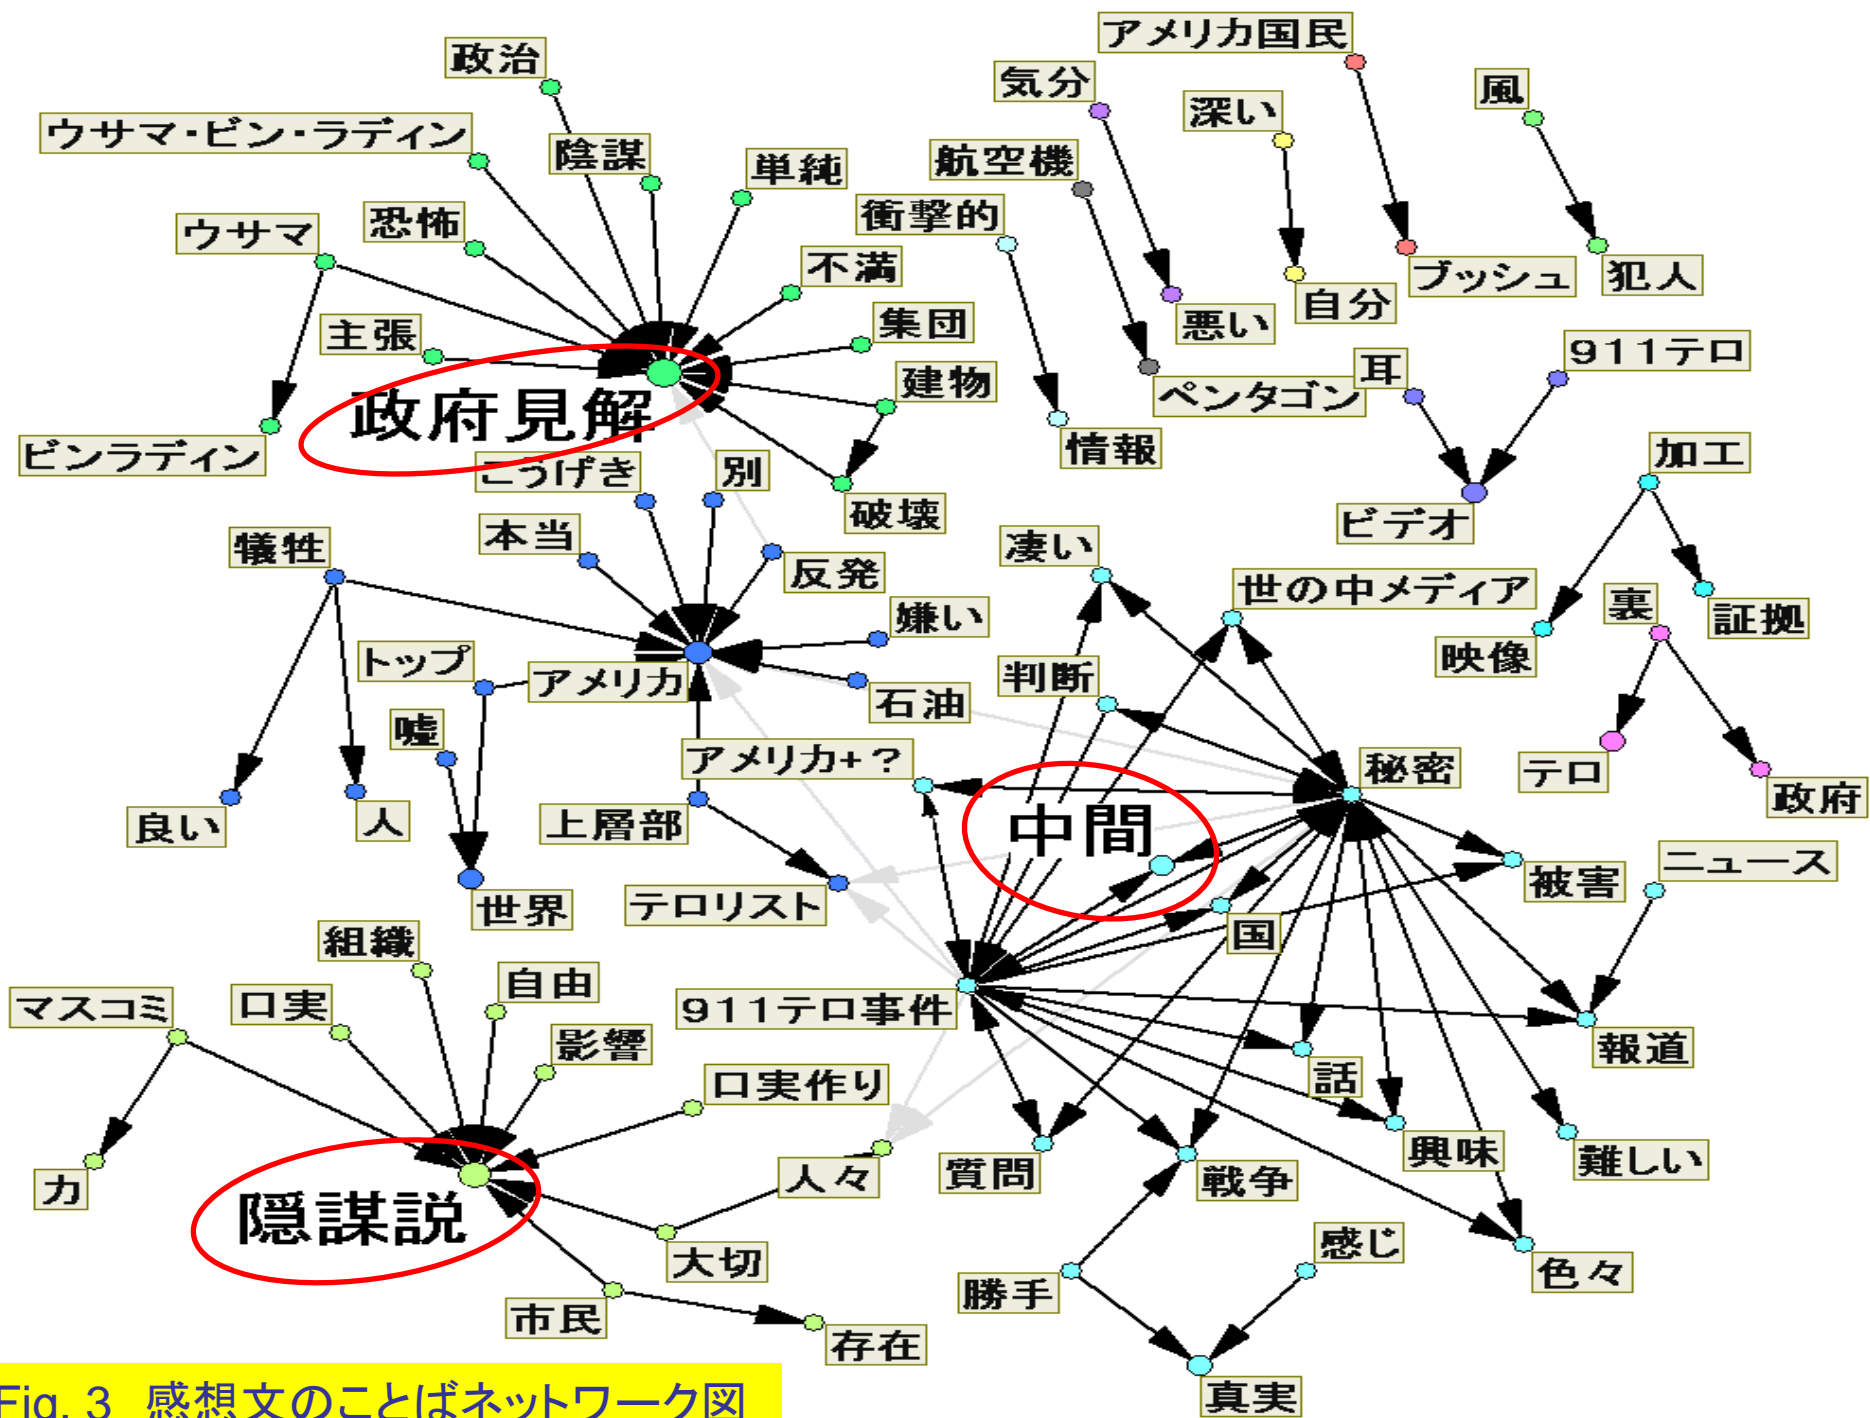 アメリカ国民
政治
気分
風
深い
ウサマ・ビン・ラディン
陰謀
単純
航空機
衝撃的
恐怖
ウサマ
不満
ブッシュ
犯人
自分
悪い
集団
主張
911テロ
耳
建物
ペンタゴン
政府見解
情報
加工
ビンラディン
こうげき
別
破壊
ビデオ
本当
凄い
犠牲
反発
世の中メディア
裏
証拠
嫌い
映像
トップ
アメリカ
判断
石油
嘘
アメリカ+?
秘密
テロ
政府
良い
人
上層部
中間
ニュース
被害
世界
テロリスト
国
組織
自由
マスコミ
口実
911テロ事件
影響
報道
口実作り
話
興味
難しい
力
人々
質問
戦争
隠謀説
大切
感じ
色々
勝手
市民
存在
真実
Fig. 3 感想文のことばネットワーク図